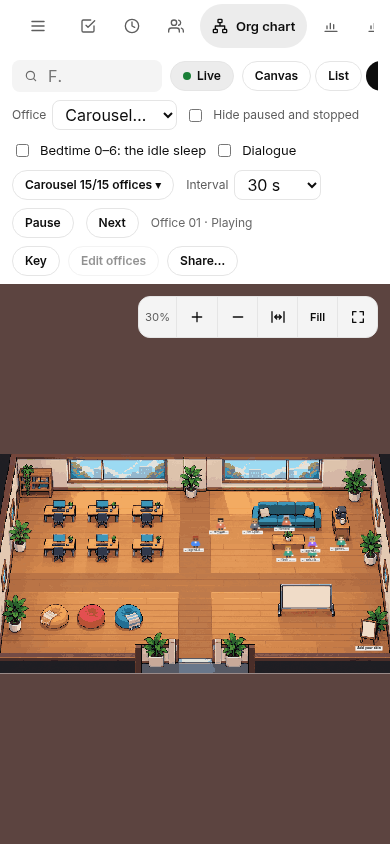 Org chart
F.
Live
Canvas
List
Office
Carousel...
Hide paused and stopped
Bedtime 0–6: the idle sleep
Dialogue
Carousel 15/15 offices ▾
Interval
30 s
Pause
Next
Office 01 · Playing
Key
Edit offices
Share...
30%
Fill